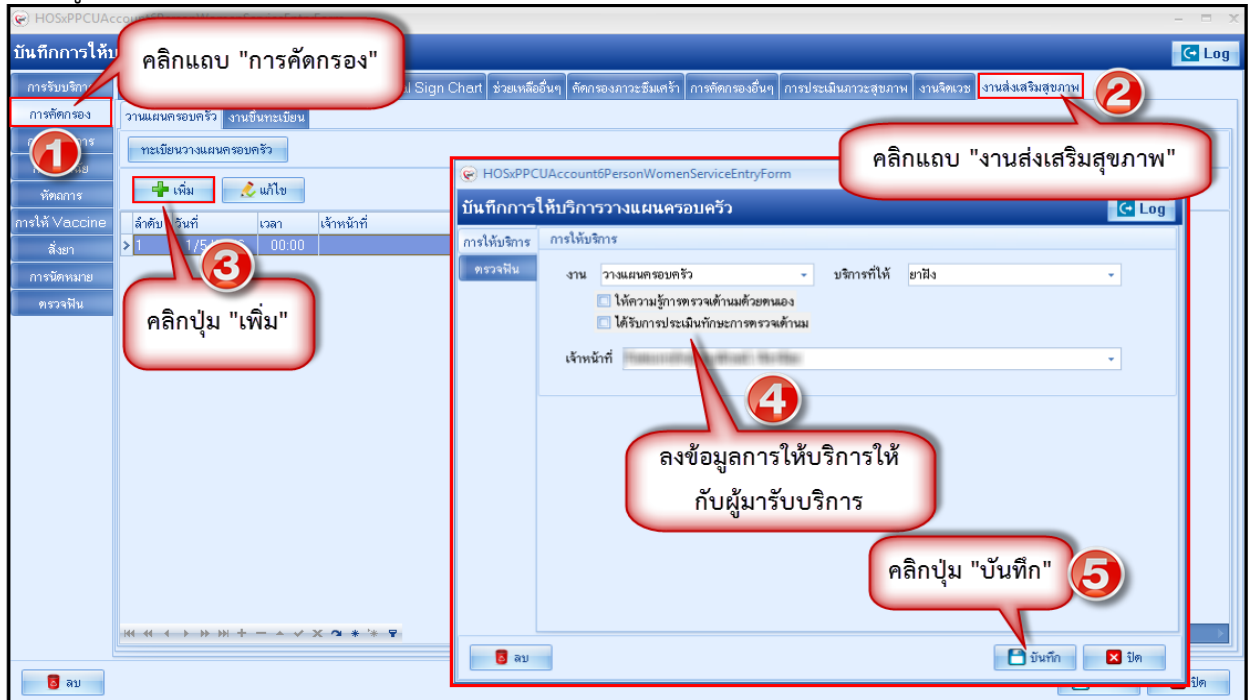 HOSxPPCUAccount6PersonWomenServiceEntryForm
บันทึกการให้บ
Log
คลิกแถบ "การคัดกรอง"
การรับบริกา
al Sign Chart
ช่วยเหลืออื่นๆ
คัดกรองภาวะซึมเศร้า
การคัดกรองอื่นๆ
การประเมินภาวะสุขภาพ
งานจิตเวช
งานส่งเสริมสุขภาพ
2
การคัดกรอง
วานแผนครอบครัว
งานขึ้นทะเบียน
1
ทะเบียนวางแผนครอบครัว
คลิกแถบ "งานส่งเสริมสุขภาพ"
เพิ่ม
แก้ไข
หัตถการ
การให้ Vaccine
สั่งยา
การนัดหมาย
ตรวจฟัน
ลำดับ
วันที่
เวลา
เจ้าหน้าที่
1
00:00
3
คลิกปุ่ม "เพิ่ม"
HOSxPPCUAccount6PersonWomenServiceEntryForm
บันทึกการให้บริการวางแผนครอบครัว
Log
การให้บริการ
การให้บริการ
ตรวจฟัน
งาน
วางแผนครอบครัว
บริการที่ให้
ยาฝัง
ให้ความรู้การตรวจเต้านมด้วยตนเอง
ได้รับการประเมินทักษะการตรวจเต้านม
เจ้าหน้าที่
4
ลงข้อมูลการให้บริการให้
กับผู้มารับบริการ
คลิกปุ่ม "บันทึก"
5
ลบ
บันทึก
ปิด
ลบ
ปิด